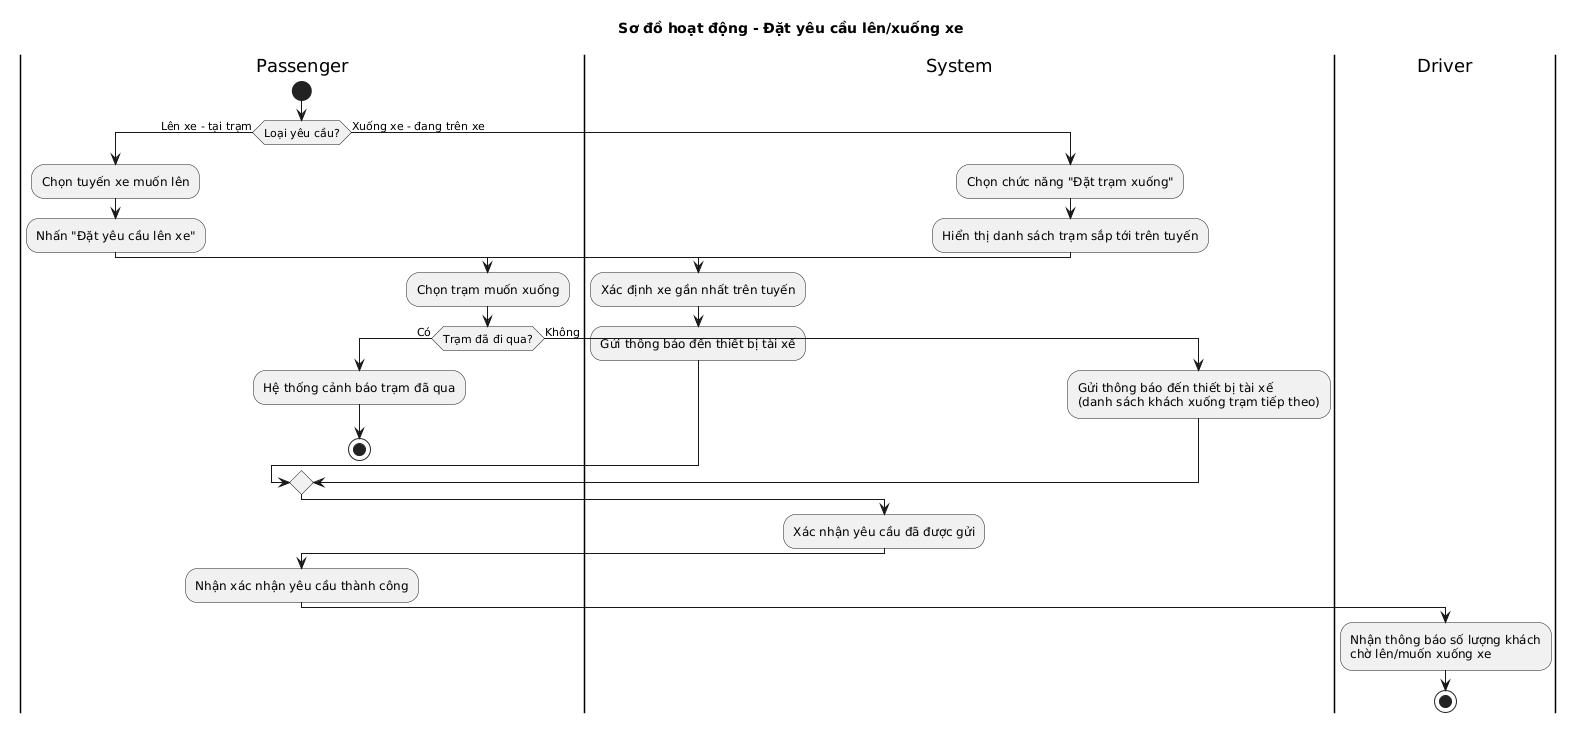 Sơ đồ hoạt động - Đặt yêu cầu lên/xuống xe
Passenger
System
Driver
Loại yêu cầu?
Lên xe - tại trạm
Xuống xe - đang trên xe
Chọn tuyến xe muốn lên
Chọn chức năng "Đặt trạm xuống"
Nhấn "Đặt yêu cầu lên xe"
Hiển thị danh sách trạm sắp tới trên tuyến
Chọn trạm muốn xuống
Xác định xe gần nhất trên tuyến
Có
Trạm đã đi qua?
Không
Gửi thông báo đến thiết bị tài xế
Hệ thống cảnh báo trạm đã qua
Gửi thông báo đến thiết bị tài xế
(danh sách khách xuống trạm tiếp theo)
Xác nhận yêu cầu đã được gửi
Nhận xác nhận yêu cầu thành công
Nhận thông báo số lượng khách
chờ lên/muốn xuống xe